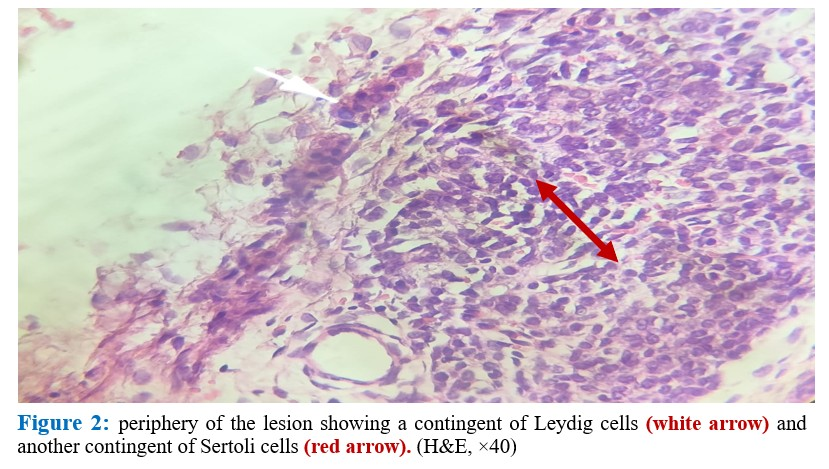 Figure 2: periphery of the lesion showing a contingent of Leydig cells (white arrow) and
another contingent of Sertoli cells (red arrow). (H&E, ×40)